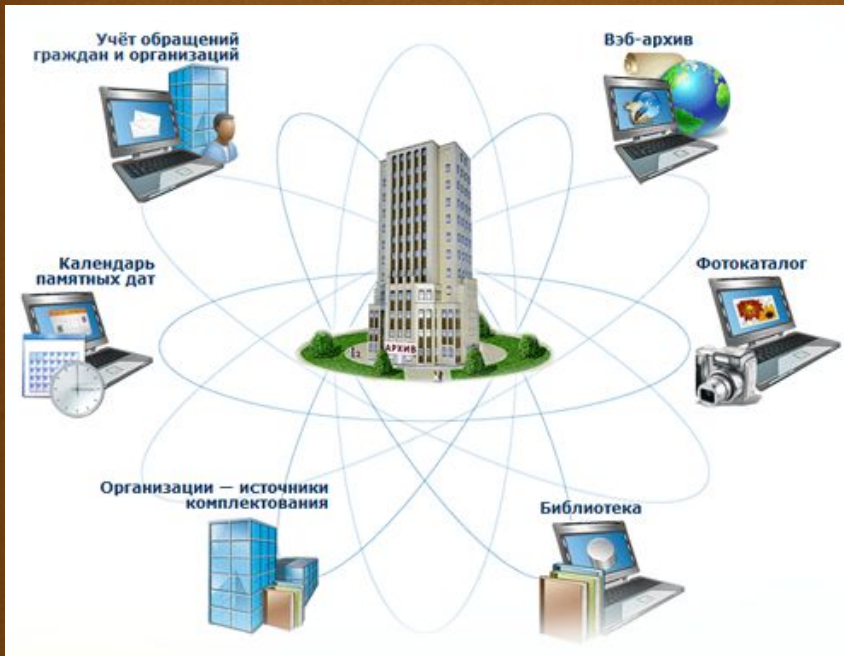 Учёт обращений
граждан и организаций
Вэб-архив
Календарь
памятных дат
Фотокаталог
АРХИВ
Организации — источники
комплектования
Библиотека